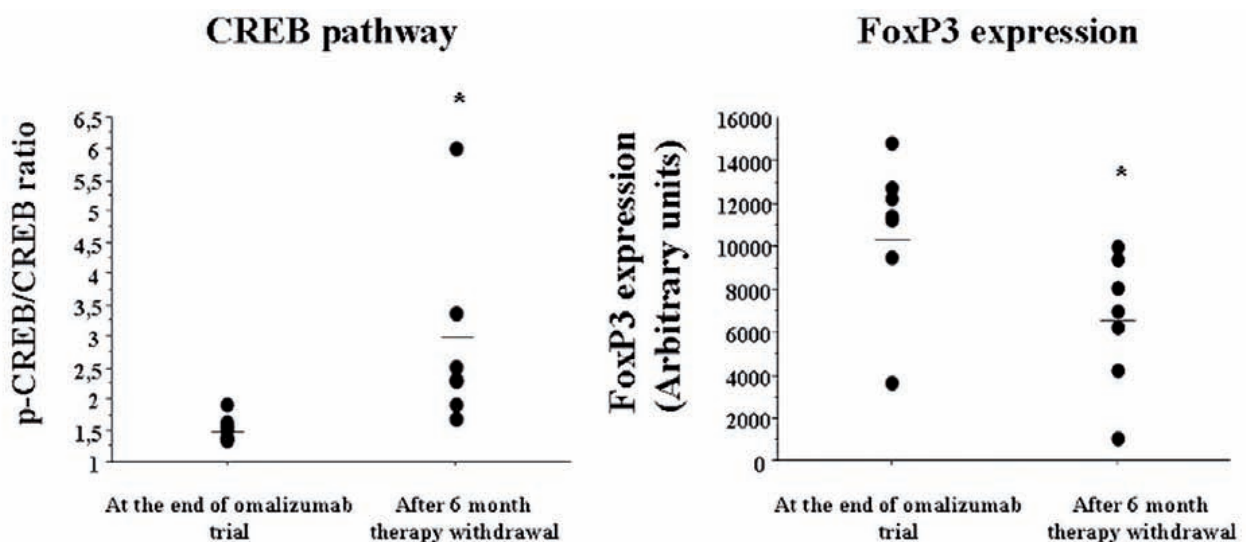 CREB pathway
FoxP3 expression
*
6,5
6
5,5
5
4,5
4
3,5
3
2,5
2
1,5
1
p-CREB/CREB ratio
At the end of omalizumab
trial
After 6 month
therapy withdrawal
*
16000
14000
12000
10000
8000
6000
4000
2000
0
FoxP3 expression
(Arbitrary units)
At the end of omalizumab
trial
After 6 month
therapy withdrawal